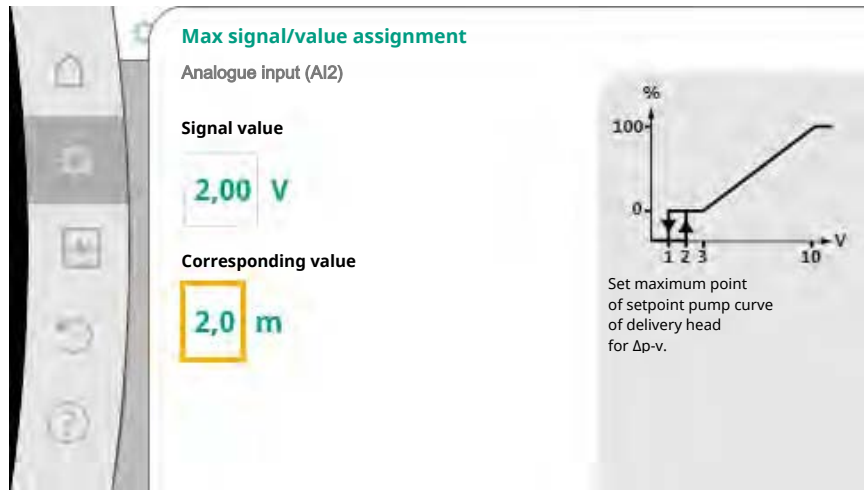 Max signal/value assignment
Analogue input (AI2)
Signal value
2,00 V
Corresponding value
2,0 m
%
100
0
1 2 3 10 V
Set maximum point
of setpoint pump curve
of delivery head
for Δp-v.
?